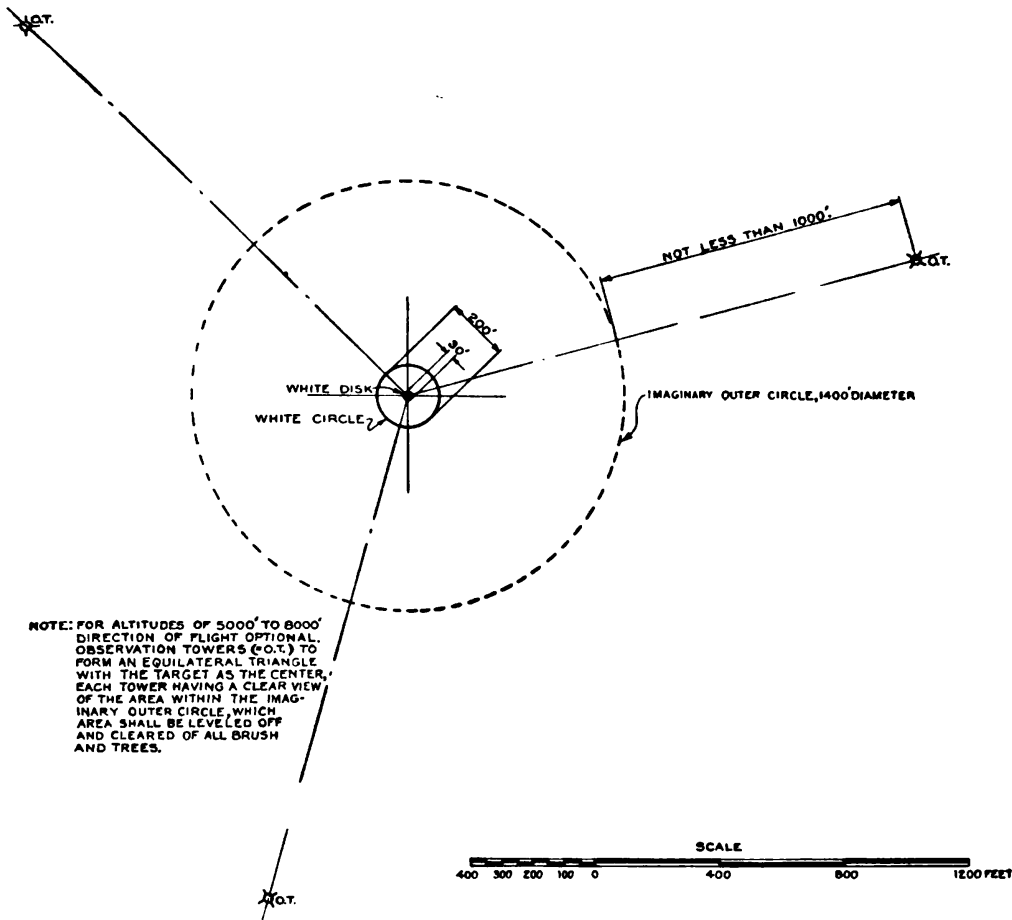 O.T.
NOT LESS THAN 1000'.
O.T.
200'
30'
WHITE DISK
IMAGINARY OUTER CIRCLE, 1400' DIAMETER
WHITE CIRCLE
NOTE: FOR ALTITUDES OF 5000' TO 8000'
DIRECTION OF FLIGHT OPTIONAL.
OBSERVATION TOWERS (=O.T.) TO
FORM AN EQUILATERAL TRIANGLE
WITH THE TARGET AS THE CENTER,
EACH TOWER HAVING A CLEAR VIEW
OF THE AREA WITHIN THE IMAG-
INARY OUTER CIRCLE, WHICH
AREA SHALL BE LEVELED OFF
AND CLEARED OF ALL BRUSH
AND TREES.
SCALE
400 300 200 100 0 400 800 1200 FEET
O.T.